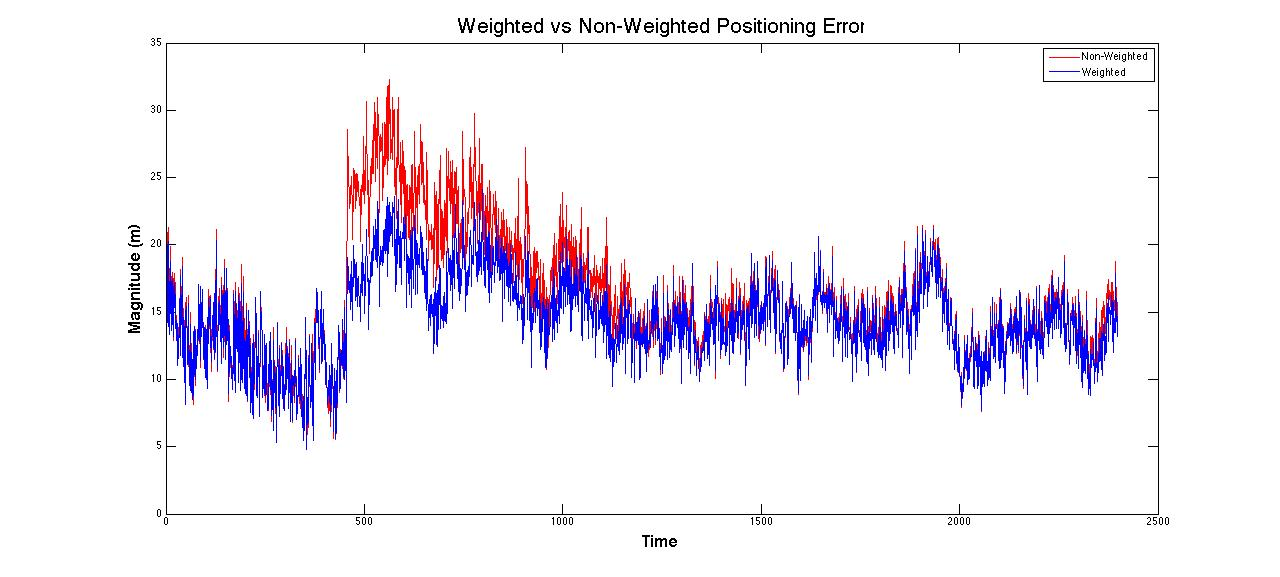 Weighted vs Non-Weighted Positioning Error
35
30
25
20
15
10
5
0
Magnitude (m)
Non-Weighted
Weighted
0 500 1000 1500 2000 2500
Time